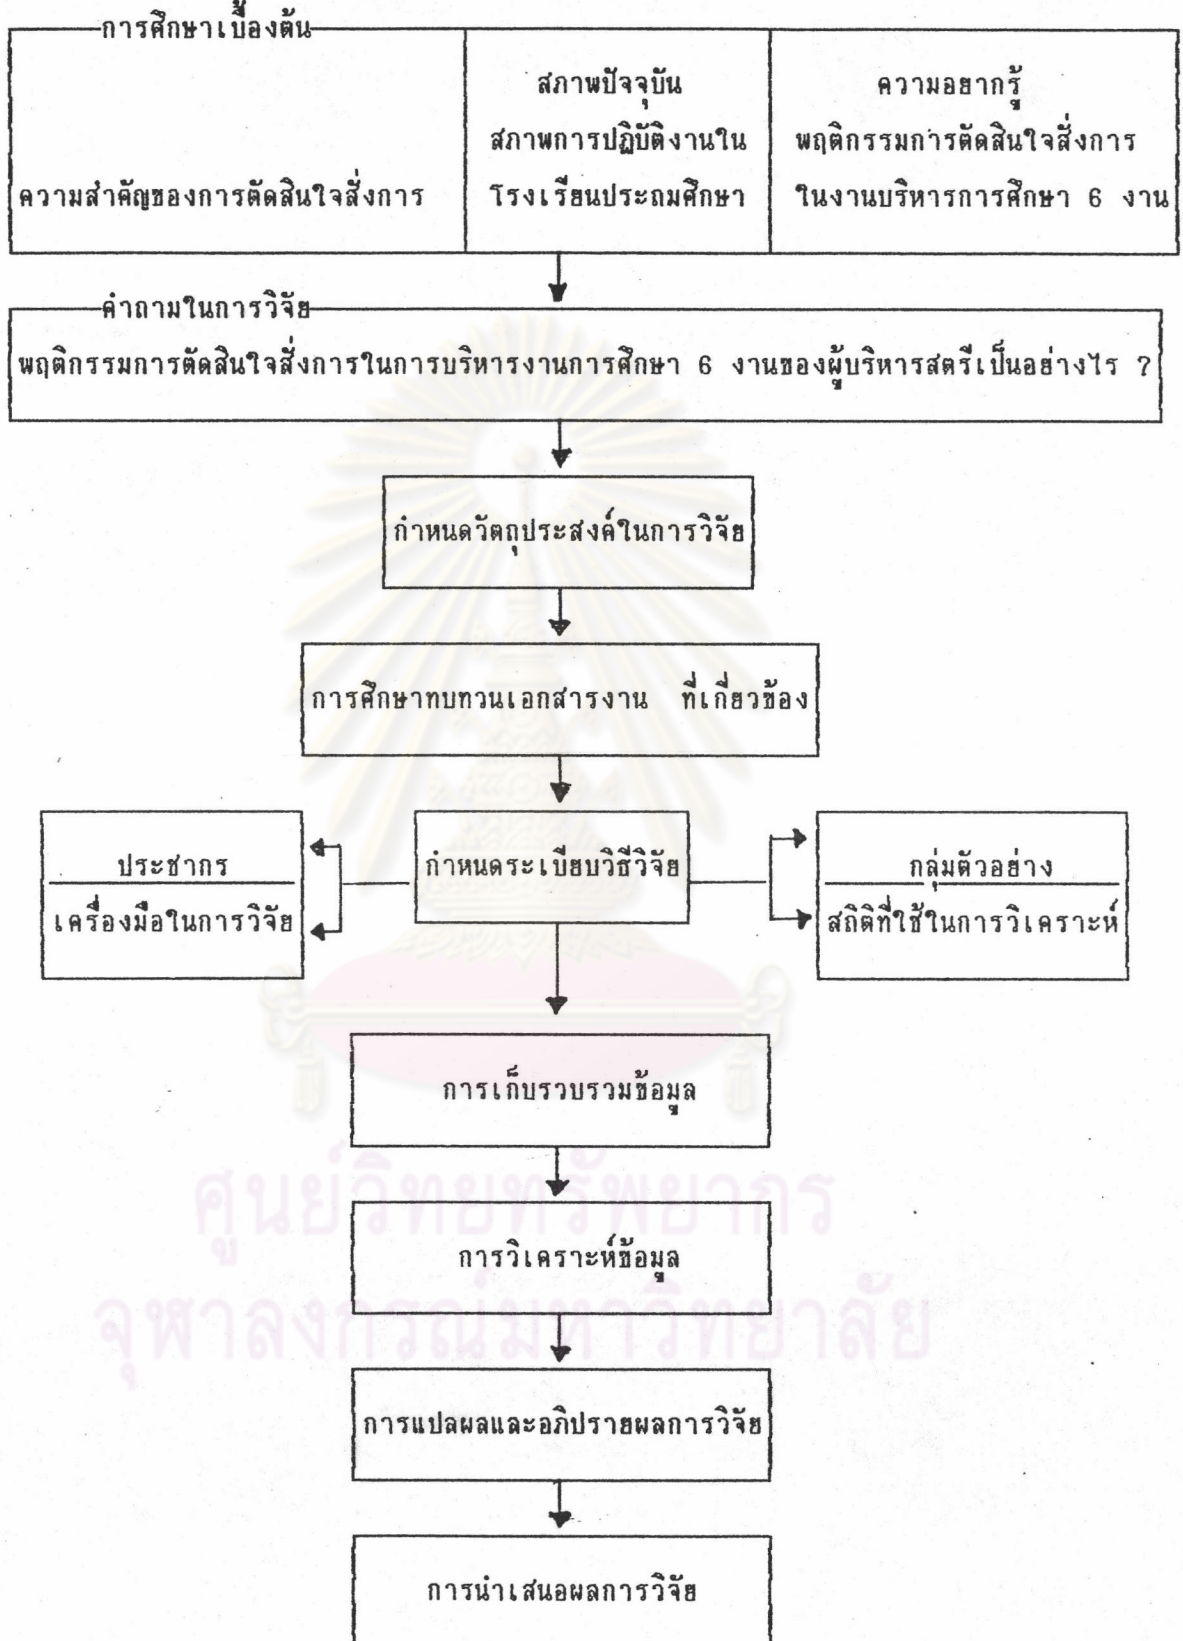 การศึกษาเบื้องต้น
สภาพปัจจุบัน
สภาพการปฏิบัติงานใน
โรงเรียนประถมศึกษา
ความอยากรู้
พฤติกรรมการตัดสินใจสั่งการ
ในงานบริหารการศึกษา 6 งาน
ความสำคัญของการตัดสินใจสั่งการ
คำถามในการวิจัย
พฤติกรรมการตัดสินใจสั่งการในการบริหารงานการศึกษา 6 งานของผู้บริหารสตรีเป็นอย่างไร ?
กำหนดวัตถุประสงค์ในการวิจัย
การศึกษาทบทวนเอกสารงาน ที่เกี่ยวข้อง
ประชากร
เครื่องมือในการวิจัย
กำหนดระเบียบวิธีวิจัย
กลุ่มตัวอย่าง
สถิติที่ใช้ในการวิเคราะห์
การเก็บรวบรวมข้อมูล
ศูนย์วิทยทรัพยากร
การวิเคราะห์ข้อมูล
จุฬาลงกรณ์มหาวิทยาลัย
การแปลผลและอภิปรายผลการวิจัย
การนำเสนอผลการวิจัย